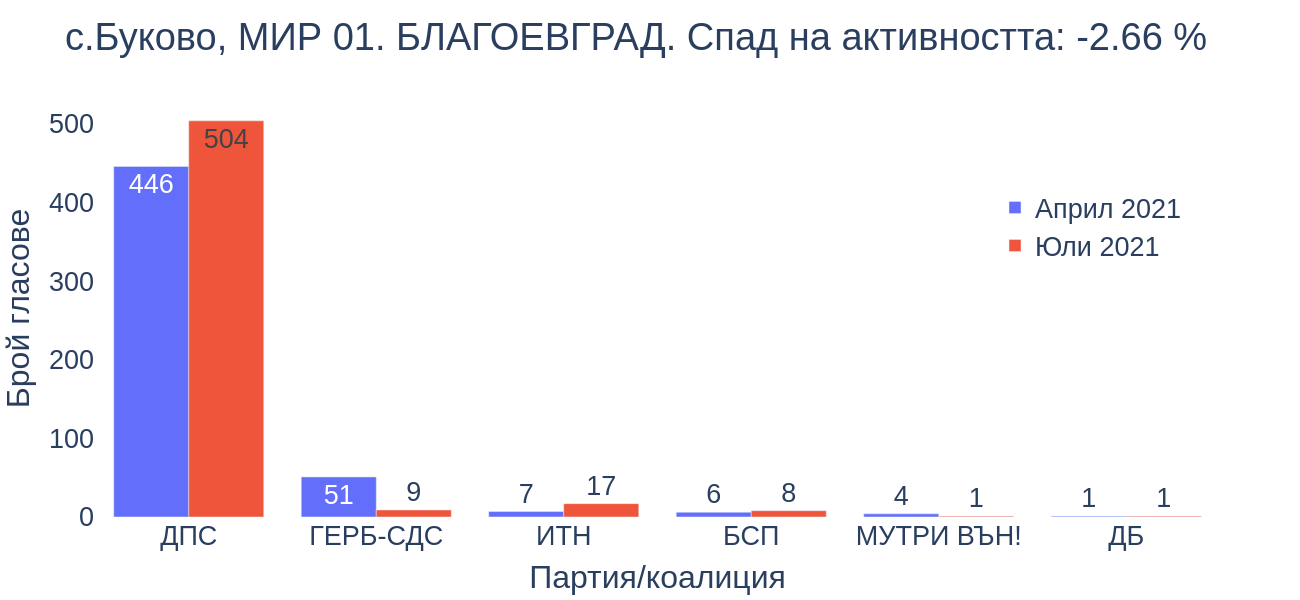 с.Буково, МИР 01. БЛАГОЕВГРАД. Спад на активността: -2.66 %
500
400
300
200
100
0
Брой гласове
446
504
51
9
7
17
6
8
4
1
1
1
Април 2021
Юли 2021
ДПС
ГЕРБ-СДС
ИТН
БСП
МУТРИ ВЪН!
ДБ
Партия/коалиция